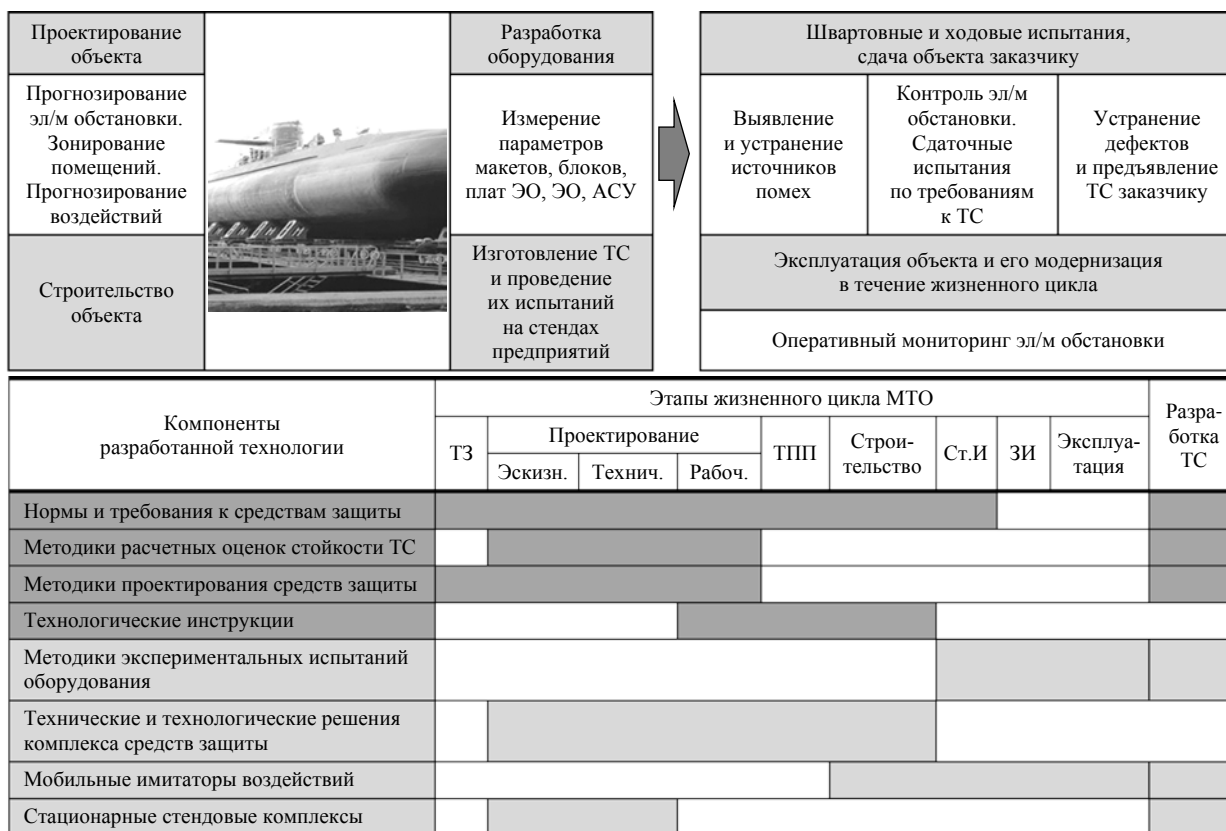 Проектирование
объекта
Прогнозирование
эл/м обстановки.
Зонирование
помещений.
Прогнозирование
воздействий
Строительство
объекта
Разработка
оборудования
Измерение
параметров
макетов, блоков,
плат ЭО, ЭО, АСУ
Изготовление ТС
и проведение
их испытаний
на стендах
предприятий
Швартовные и ходовые испытания,
сдача объекта заказчику
Выявление
и устранение
источников
помех
Контроль эл/м
обстановки.
Сдаточные
испытания
по требованиям
к ТС
Устранение
дефектов
и предъявление
ТС заказчику
Эксплуатация объекта и его модернизация
в течение жизненного цикла
Оперативный мониторинг эл/м обстановки
Компоненты
разработанной технологии
Этапы жизненного цикла МТО
ТЗ
Проектирование
Эскизн.
Технич.
Рабоч.
ТПП
Строи-
тельство
Ст.И
ЗИ
Эксплуа-
тация
Разра-
ботка
ТС
Нормы и требования к средствам защиты
Методики расчетных оценок стойкости ТС
Методики проектирования средств защиты
Технологические инструкции
Методики экспериментальных испытаний
оборудования
Технические и технологические решения
комплекса средств защиты
Мобильные имитаторы воздействий
Стационарные стендовые комплексы